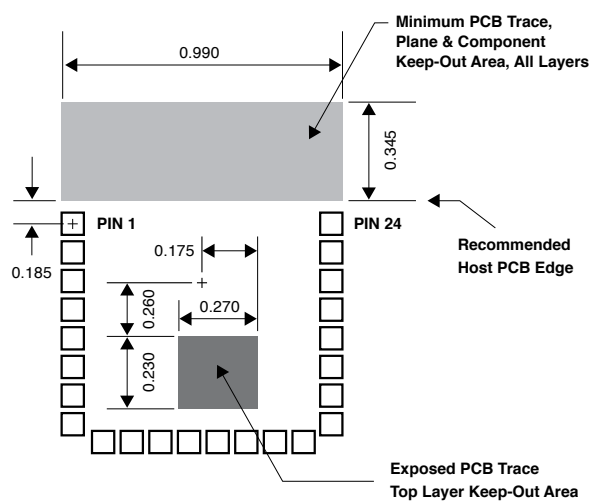 Minimum PCB Trace,
Plane & Component
Keep-Out Area, All Layers
0.990
0.345
PIN 1
PIN 24
0.185
0.175
Recommended
Host PCB Edge
0.260
0.270
0.230
Exposed PCB Trace
Top Layer Keep-Out Area